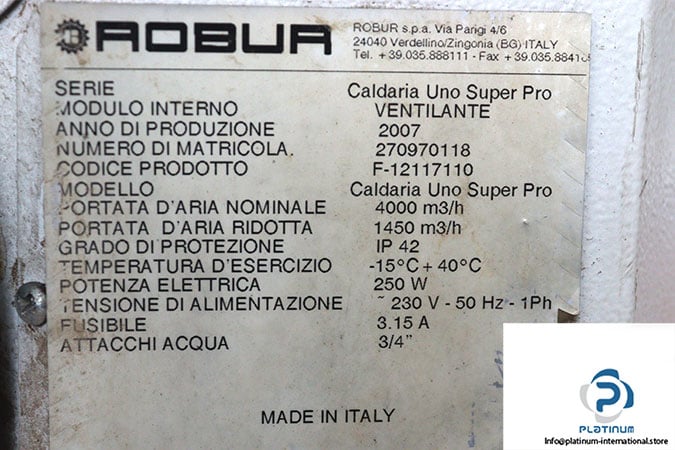 ROBUR
ROBUR s.p.a. Via Parigi 4/6
24040 Verdellino/Zingonia (BG) ITALY
Tel. +39.035.888111 - Fax +39.035.8841
SERIE Caldaria Uno Super Pro
MODULO INTERNO VENTILANTE
ANNO DI PRODUZIONE 2007
NUMERO DI MATRICOLA. 270970118
CODICE PRODOTTO F-12117110
MODELLO Caldaria Uno Super Pro
PORTATA D'ARIA NOMINALE 4000 m3/h
PORTATA D'ARIA RIDOTTA 1450 m3/h
GRADO DI PROTEZIONE IP 42
TEMPERATURA D'ESERCIZIO -15°C + 40°C
POTENZA ELETTRICA 250 W
TENSIONE DI ALIMENTAZIONE ~ 230 V - 50 Hz - 1Ph
FUSIBILE 3.15 A
ATTACCHI ACQUA 3/4"
MADE IN ITALY
PLATINUM
Info@platinum-international.store